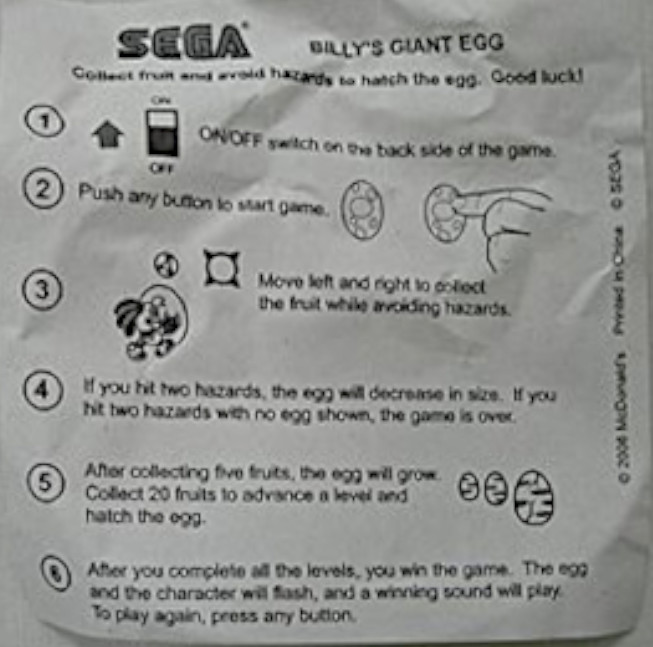 SEGA
BILLY'S GIANT EGG
Collect fruit and avoid hazards to hatch the egg. Good luck!
1
ON
OFF
ON/OFF switch on the back side of the game.
2
Push any button to start game.
3
Move left and right to collect
the fruit while avoiding hazards.
4
If you hit two hazards, the egg will decrease in size. If you
hit two hazards with no egg shown, the game is over.
5
After collecting five fruits, the egg will grow.
Collect 20 fruits to advance a level and
hatch the egg.
6
After you complete all the levels, you win the game. The egg
and the character will flash, and a winning sound will play.
To play again, press any button.
© McDonald's Printed in China © SEGA